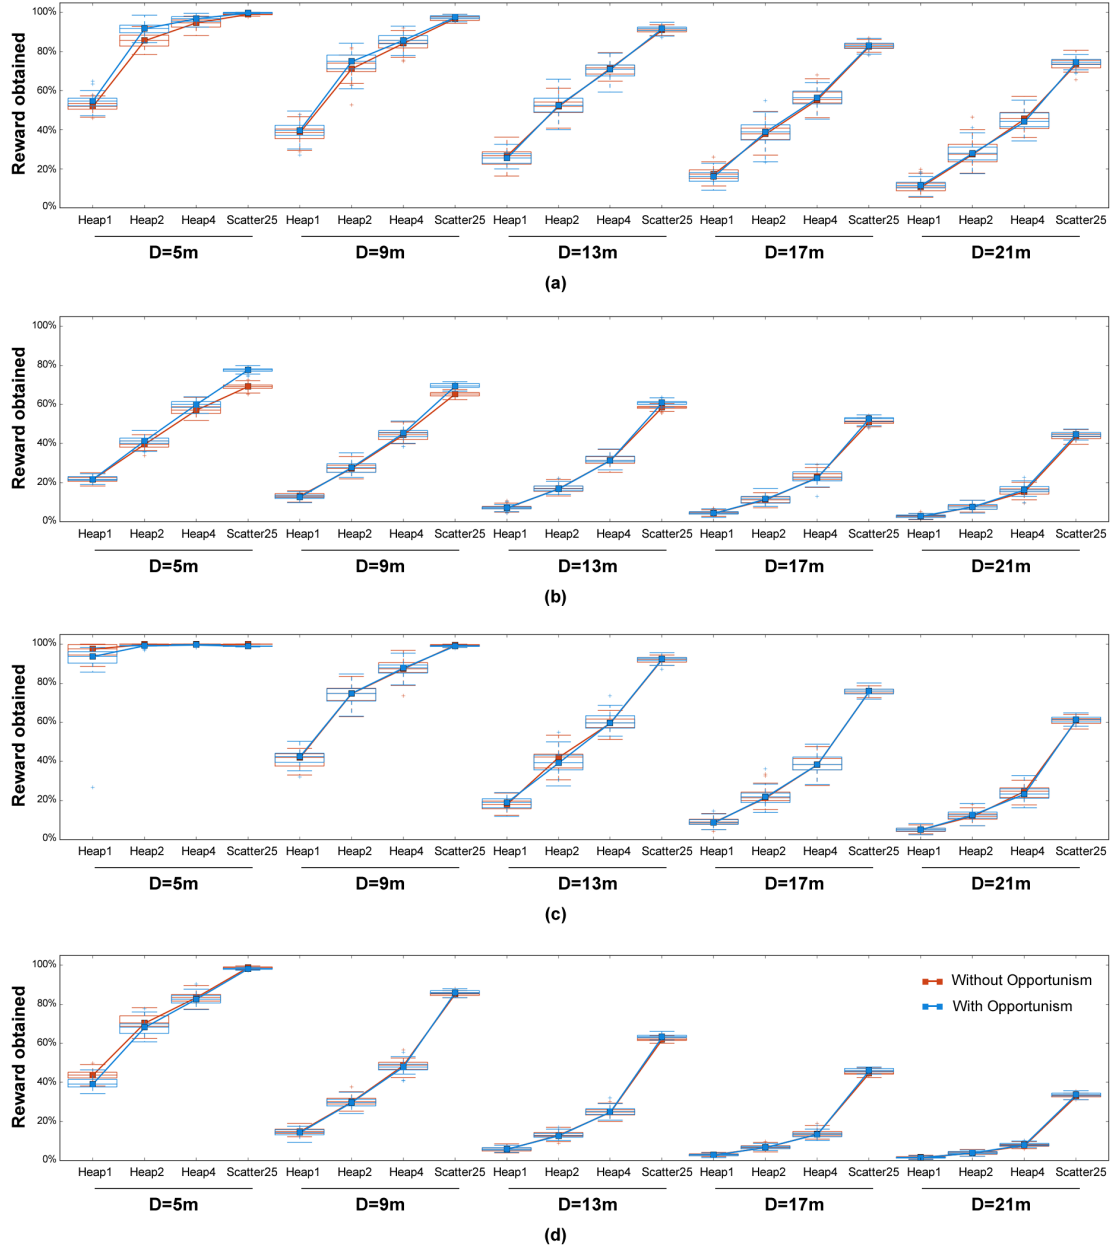 Reward obtained
100%
80%
60%
40%
20%
0%
Heap1 Heap2 Heap4 Scatter25 Heap1 Heap2 Heap4 Scatter25 Heap1 Heap2 Heap4 Scatter25 Heap1 Heap2 Heap4 Scatter25 Heap1 Heap2 Heap4 Scatter25
D=5m D=9m D=13m D=17m D=21m
(a)
Reward obtained
100%
80%
60%
40%
20%
0%
Heap1 Heap2 Heap4 Scatter25 Heap1 Heap2 Heap4 Scatter25 Heap1 Heap2 Heap4 Scatter25 Heap1 Heap2 Heap4 Scatter25 Heap1 Heap2 Heap4 Scatter25
D=5m D=9m D=13m D=17m D=21m
(b)
Reward obtained
100%
80%
60%
40%
20%
0%
Heap1 Heap2 Heap4 Scatter25 Heap1 Heap2 Heap4 Scatter25 Heap1 Heap2 Heap4 Scatter25 Heap1 Heap2 Heap4 Scatter25 Heap1 Heap2 Heap4 Scatter25
D=5m D=9m D=13m D=17m D=21m
(c)
Reward obtained
100%
80%
60%
40%
20%
0%
Without Opportunism
With Opportunism
Heap1 Heap2 Heap4 Scatter25 Heap1 Heap2 Heap4 Scatter25 Heap1 Heap2 Heap4 Scatter25 Heap1 Heap2 Heap4 Scatter25 Heap1 Heap2 Heap4 Scatter25
D=5m D=9m D=13m D=17m D=21m
(d)